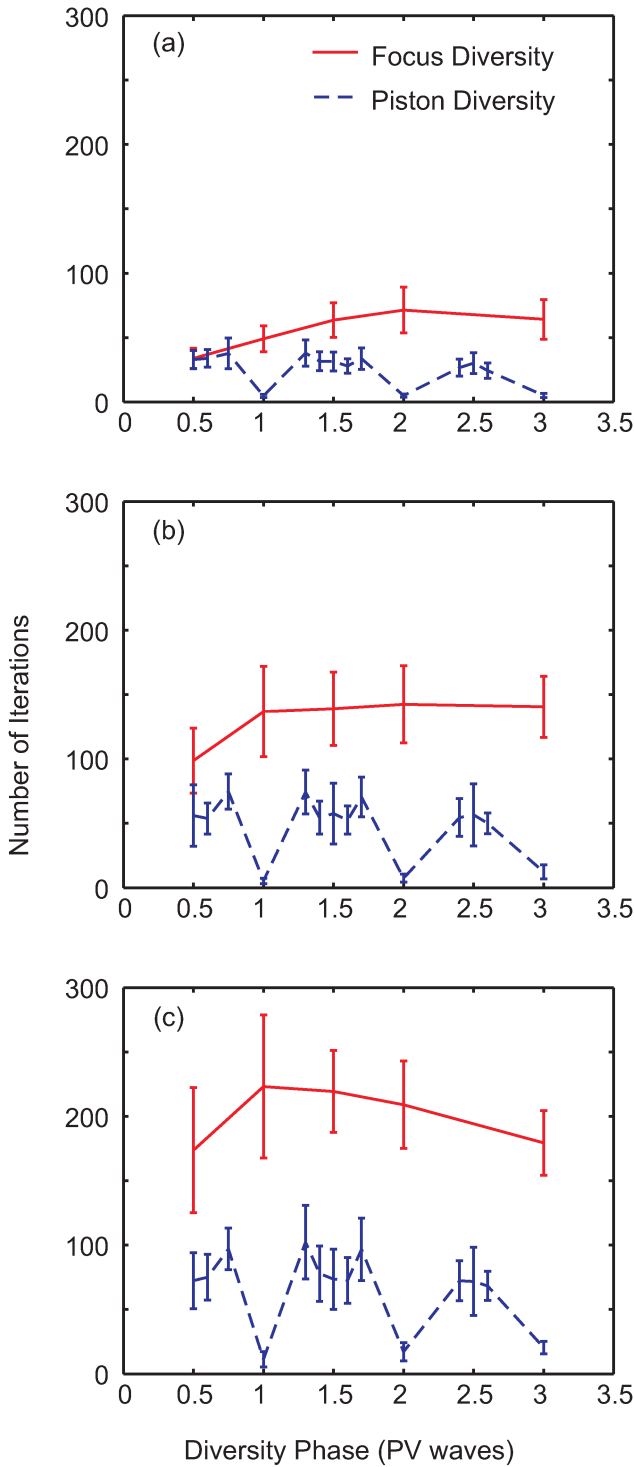 300
(a)
Focus Diversity
Piston Diversity
200
100
0
0 0.5 1 1.5 2 2.5 3 3.5
300
(b)
200
100
0
0 0.5 1 1.5 2 2.5 3 3.5
Number of Iterations
300
(c)
200
100
0
0 0.5 1 1.5 2 2.5 3 3.5
Diversity Phase (PV waves)